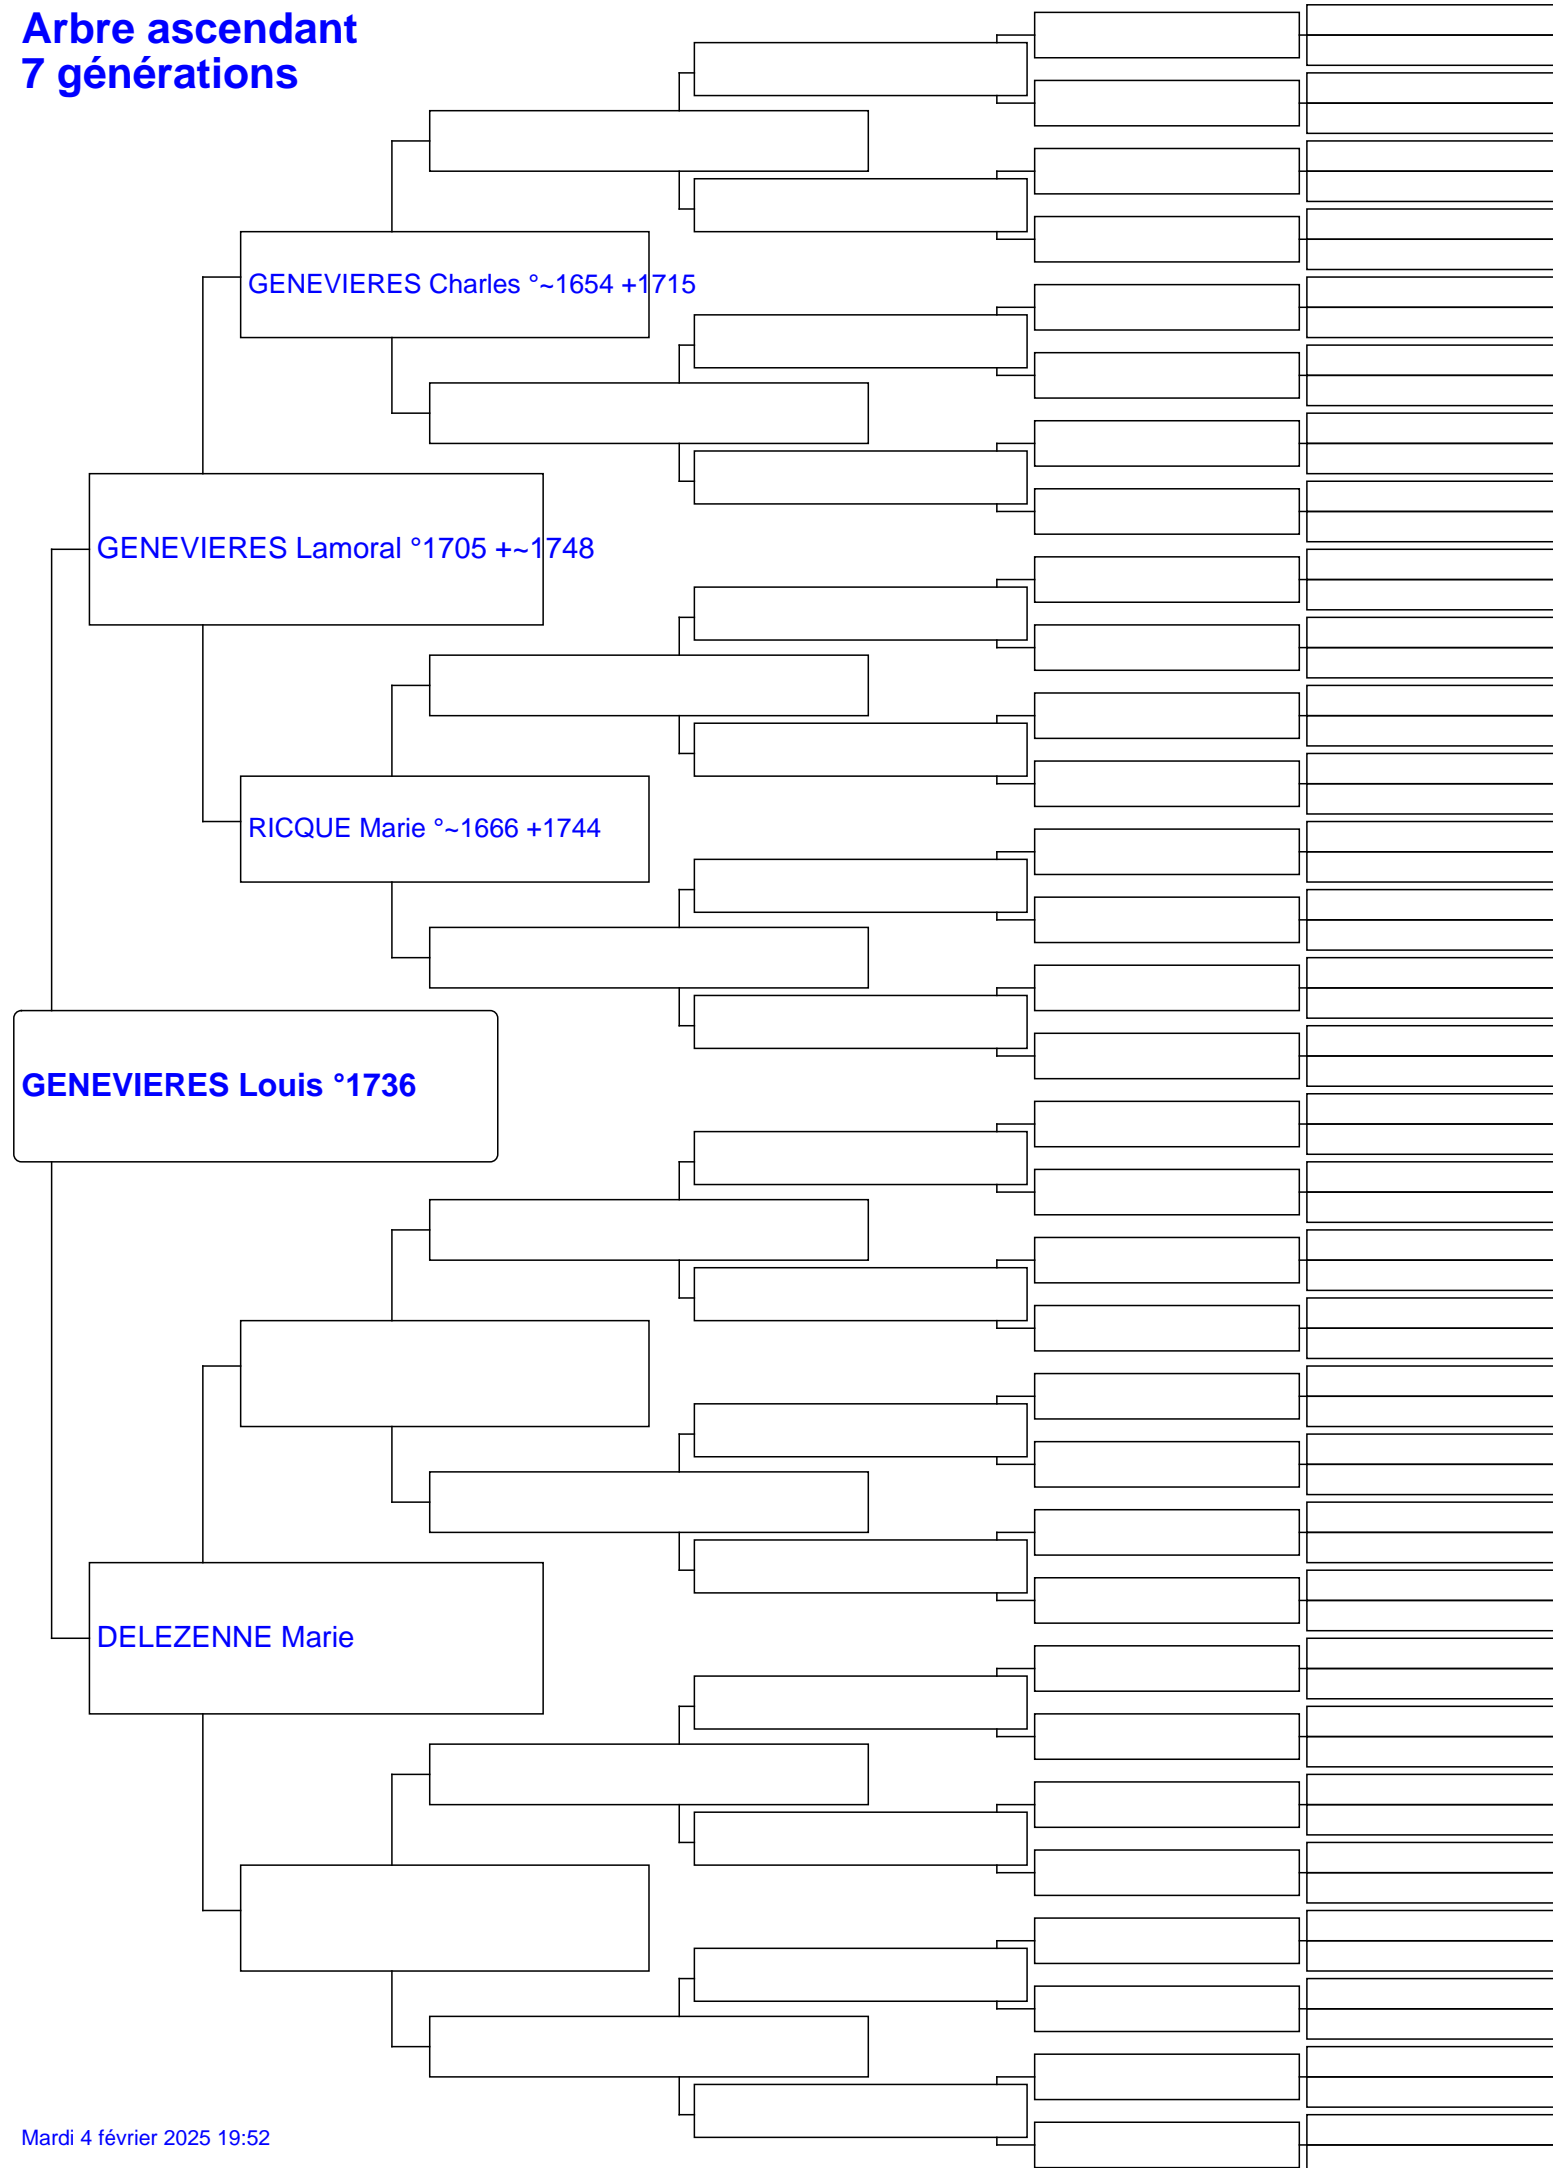 Arbre ascendant
7 générations
GENEVIERES Charles °~1654 +1715
GENEVIERES Lamoral °1705 +~1748
RICQUE Marie °~1666 +1744
GENEVIERES Louis °1736
DELEZENNE Marie
Mardi 4 février 2025 19:52